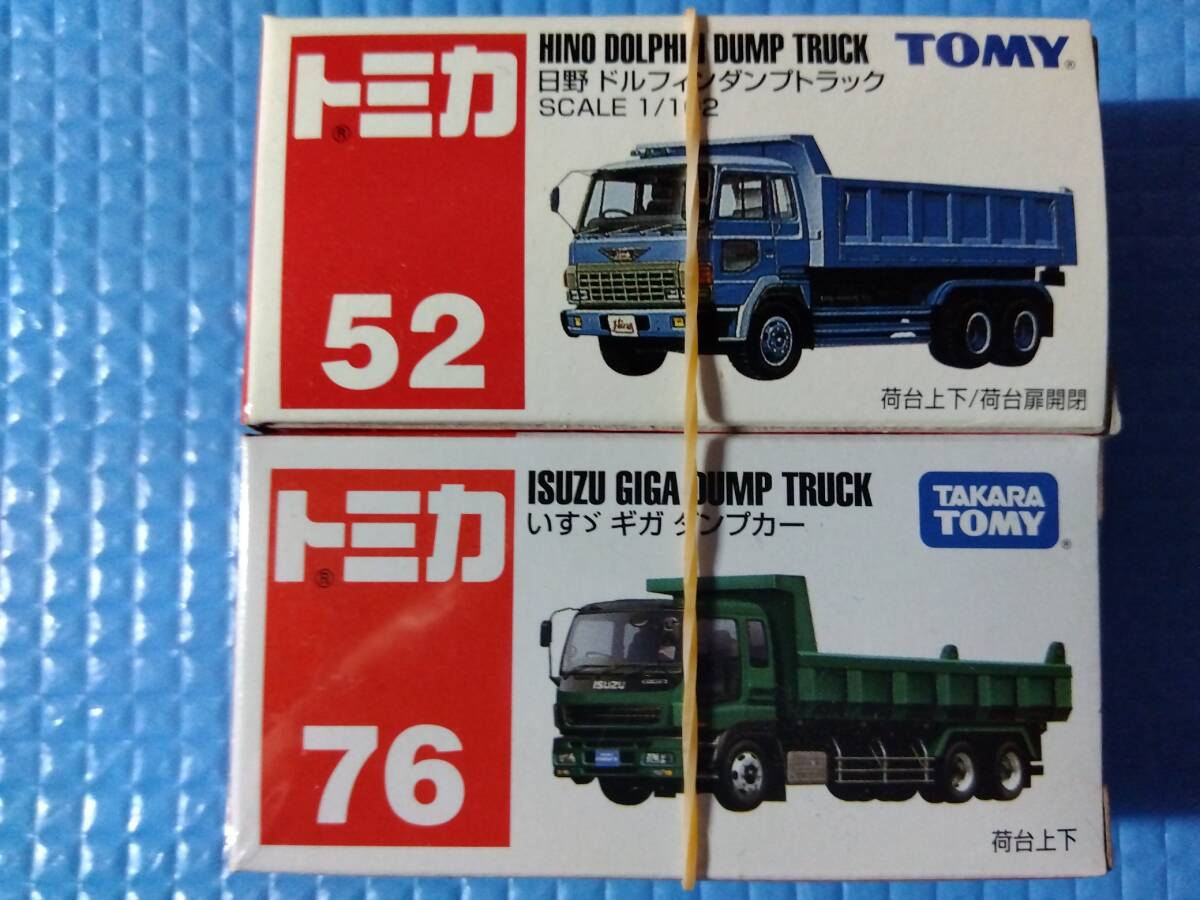 トミカ®
52
HINO DOLPHIN DUMP TRUCK
日野 ドルフィンダンプトラック
SCALE 1/102
TOMY®
Hino
荷台上下/荷台扉開閉
トミカ®
76
ISUZU GIGA DUMP TRUCK
いすゞ ギガ ダンプカー
TAKARA
TOMY®
ISUZU
荷台上下